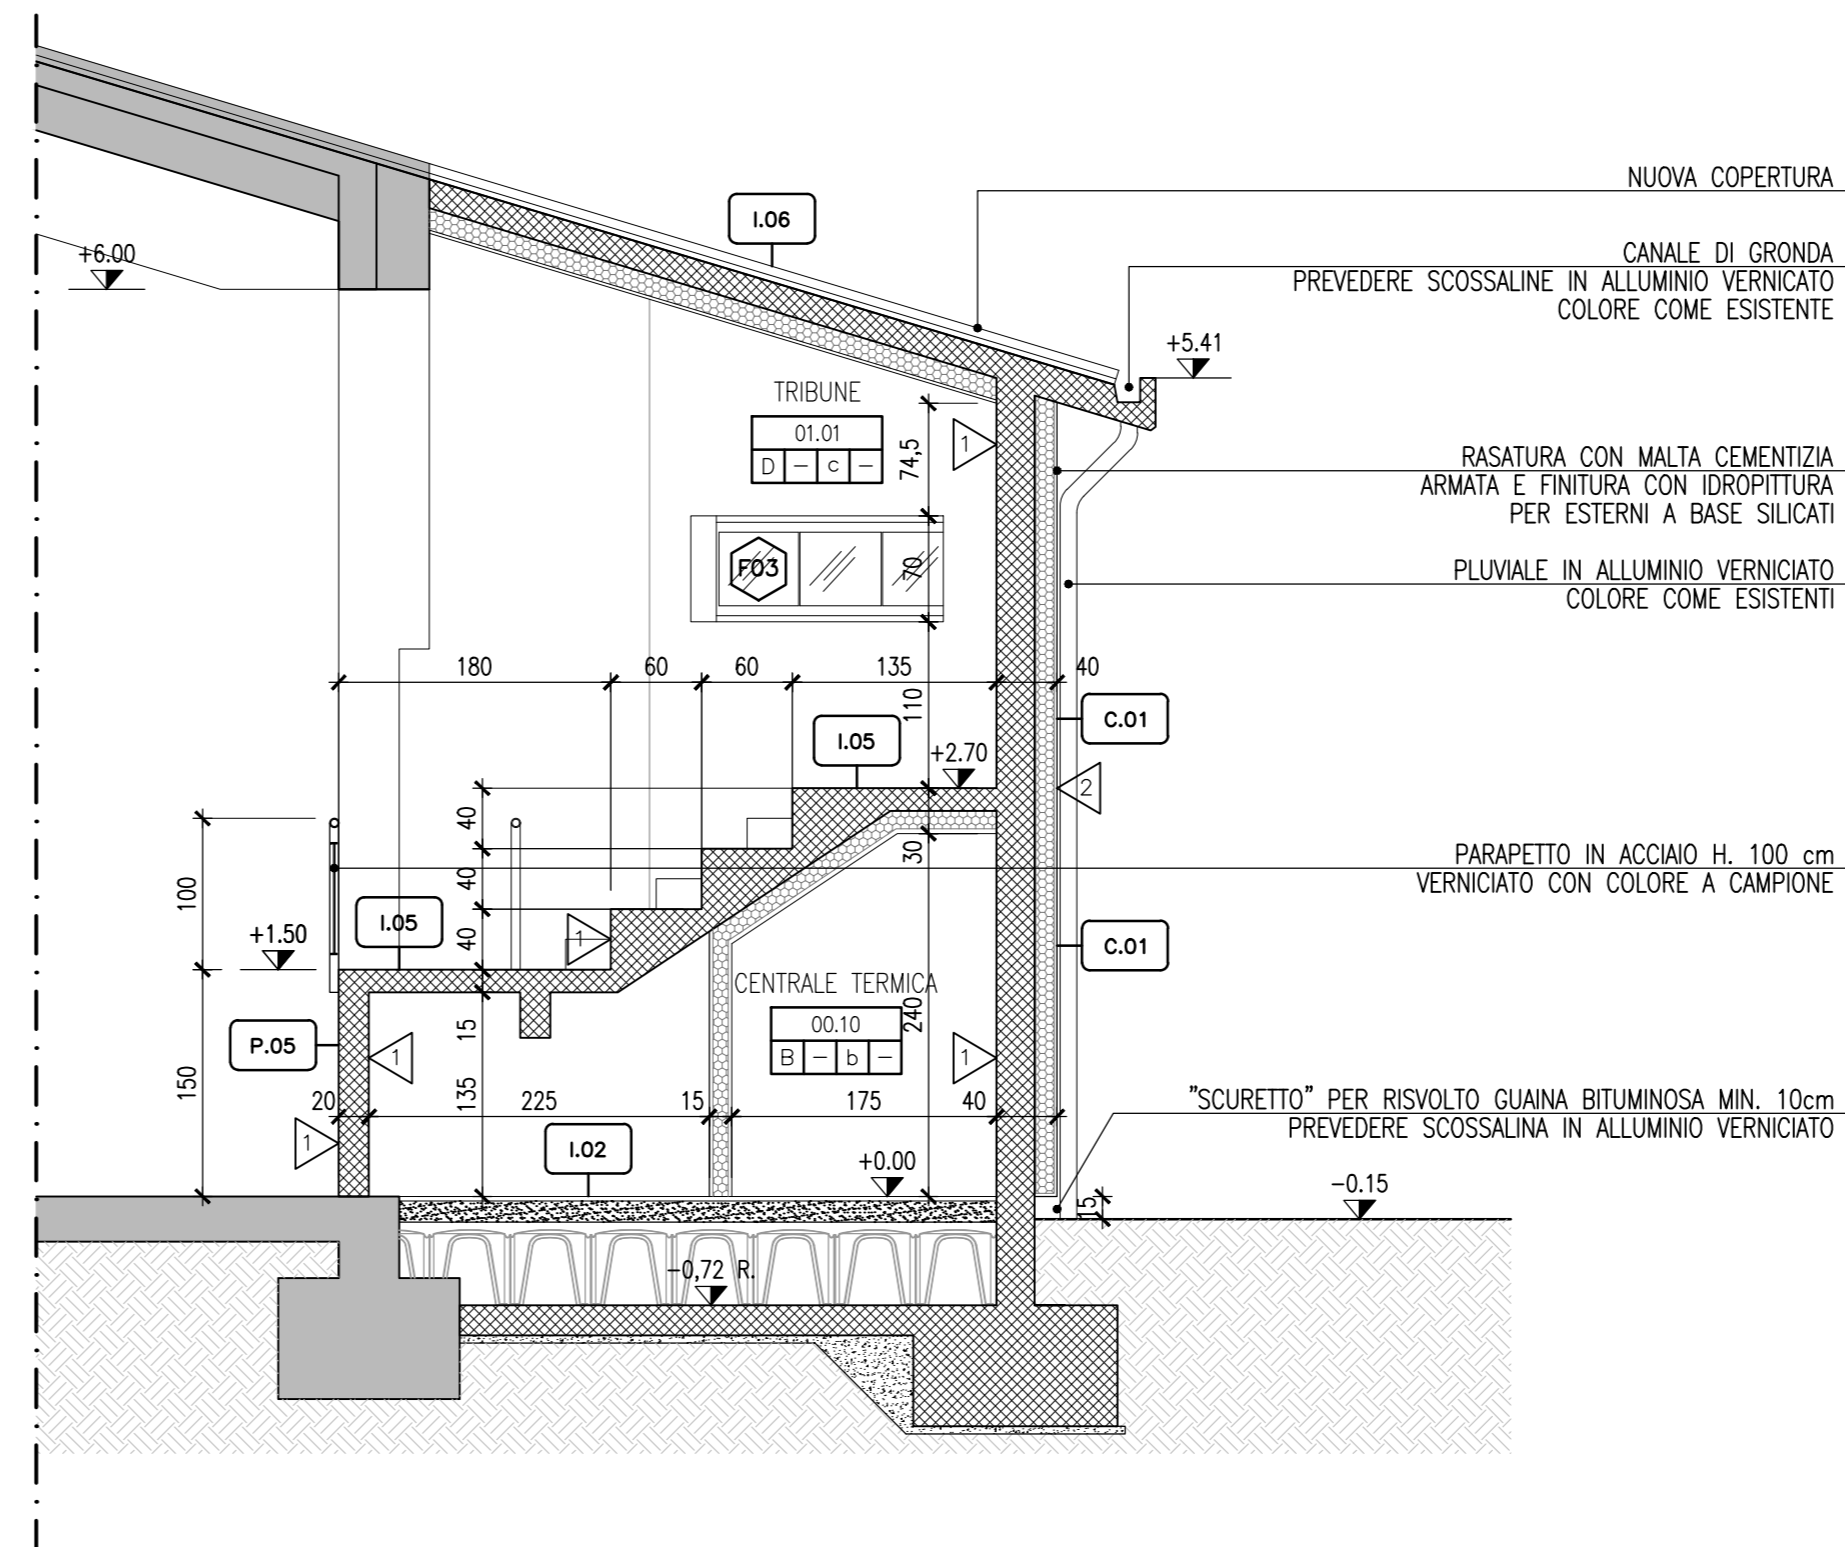 NUOVA COPERTURA
I.06
CANALE DI GRONDA
PREVEDERE SCOSSALINE IN ALLUMINIO VERNICATO
COLORE COME ESISTENTE
+6.00
+5.41
TRIBUNE
01.01
D - c -
74,5
1
RASATURA CON MALTA CEMENTIZIA
ARMATA E FINITURA CON IDROPITTURA
PER ESTERNI A BASE SILICATI
F03
70
PLUVIALE IN ALLUMINIO VERNICIATO
COLORE COME ESISTENTI
180 60 60 135 40
110
C.01
I.05
+2.70
2
40
30
PARAPETTO IN ACCIAIO H. 100 cm
VERNICIATO CON COLORE A CAMPIONE
100
40
I.05
+1.50
40
1
C.01
CENTRALE TERMICA
240
00.10
B - b -
15
P.05
1
1
150
135
20 225 15 175 40
"SCURETTO" PER RISVOLTO GUAINA BITUMINOSA MIN. 10cm
PREVEDERE SCOSSALINA IN ALLUMINIO VERNICIATO
1
I.02
+0.00
15
-0.15
-0,72 R.